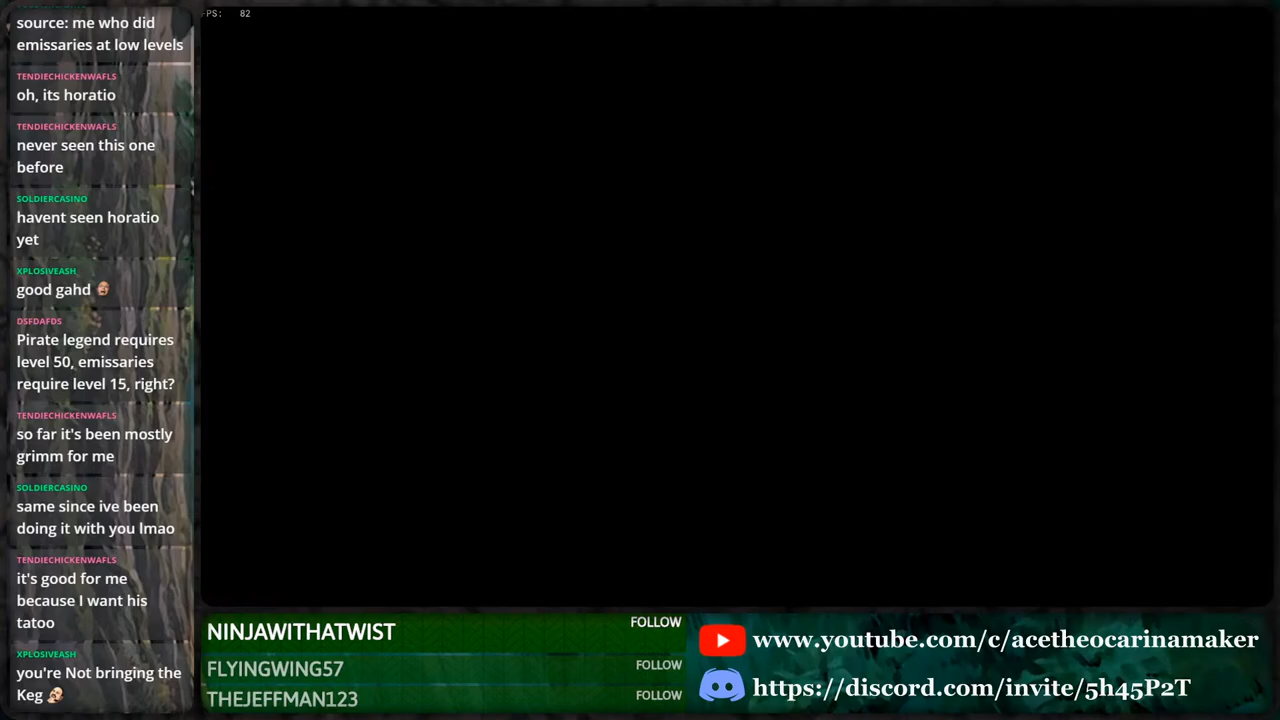 source: me who did
emissaries at low levels
TENDIECHICKENWAFLS
oh, its horatio
TENDIECHICKENWAFLS
never seen this one
before
SOLDIERCASINO
havent seen horatio
yet
XPLOSIVEASH
good gahd
DSFDAFDS
Pirate legend requires
level 50, emissaries
require level 15, right?
TENDIECHICKENWAFLS
so far it's been mostly
grimm for me
SOLDIERCASINO
same since ive been
doing it with you lmao
TENDIECHICKENWAFLS
it's good for me
because I want his
tatoo
XPLOSIVEASH
you're Not bringing the
Keg
PS: 82
NINJAWITHATWIST FOLLOW
FLYINGWING57 FOLLOW
THEJEFFMAN123 FOLLOW
www.youtube.com/c/acetheocarinamaker
https://discord.com/invite/5h45P2T